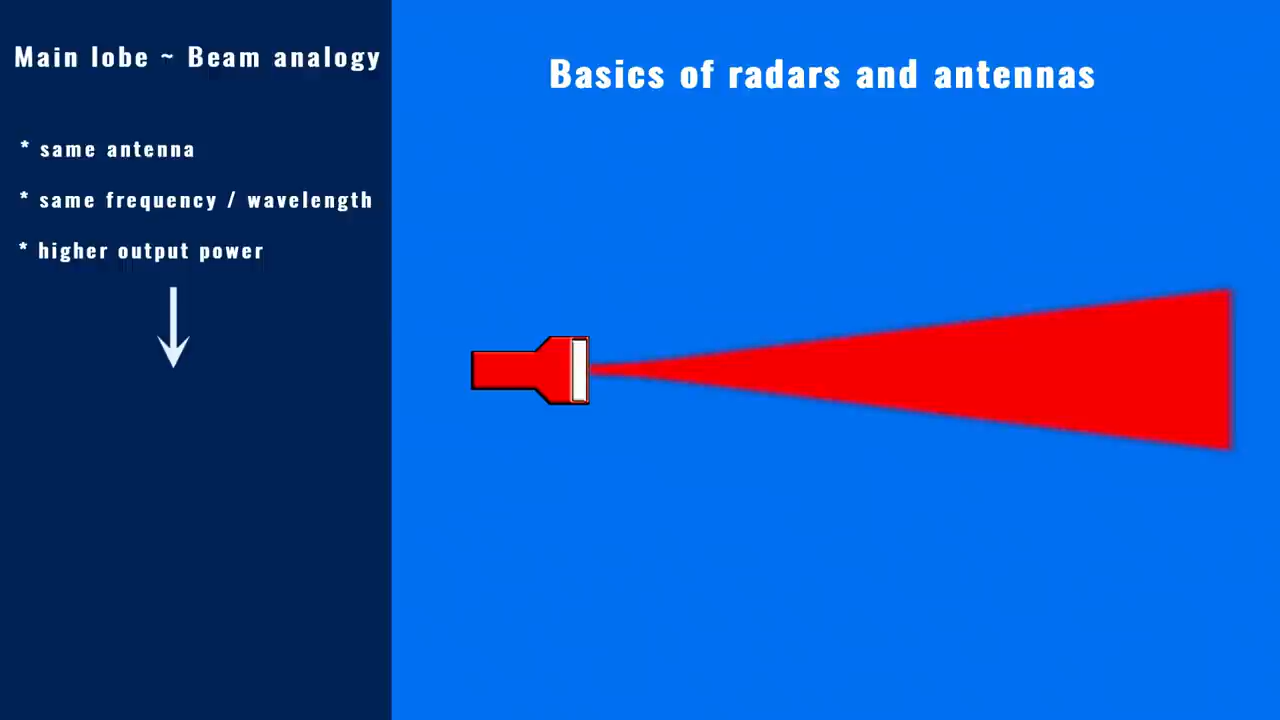 Main lobe ~ Beam analogy
Basics of radars and antennas
* same antenna
* same frequency / wavelength
* higher output power